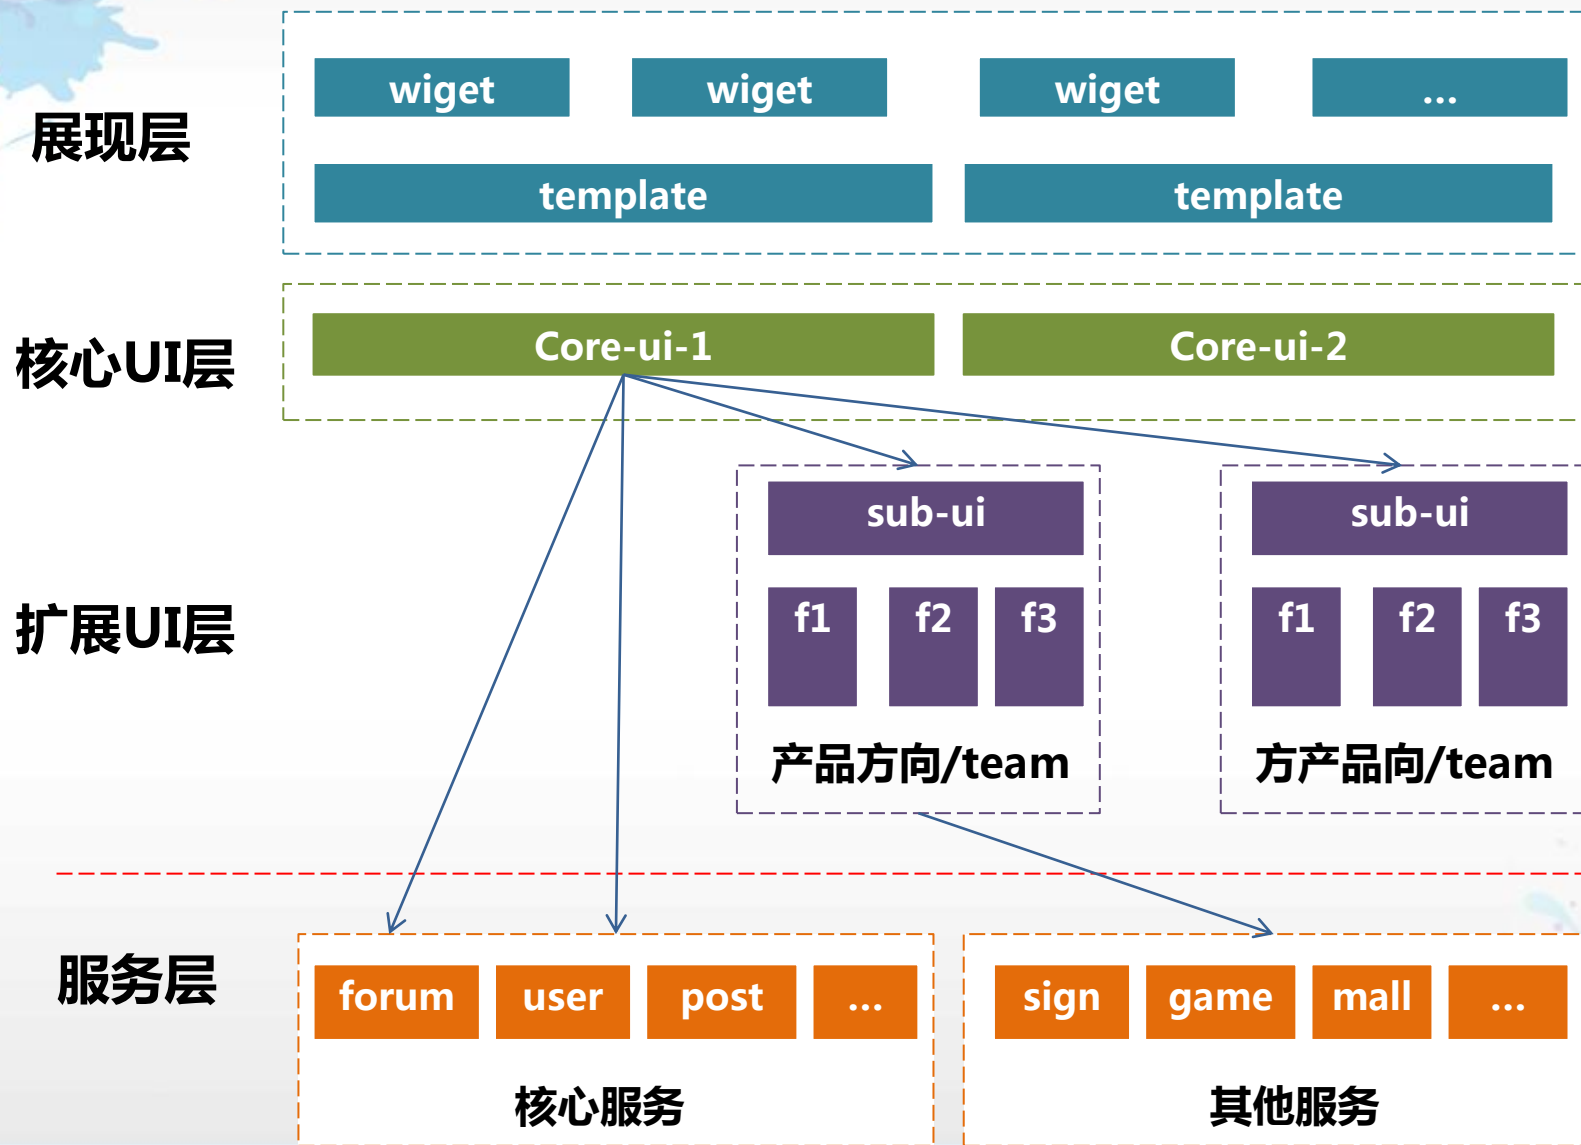 展现层
wiget
wiget
wiget
...
template
template
核心UI层
Core-ui-1
Core-ui-2
扩展UI层
sub-ui
f1
f2
f3
产品方向/team
sub-ui
f1
f2
f3
方产品向/team
服务层
forum
user
post
...
核心服务
sign
game
mall
...
其他服务